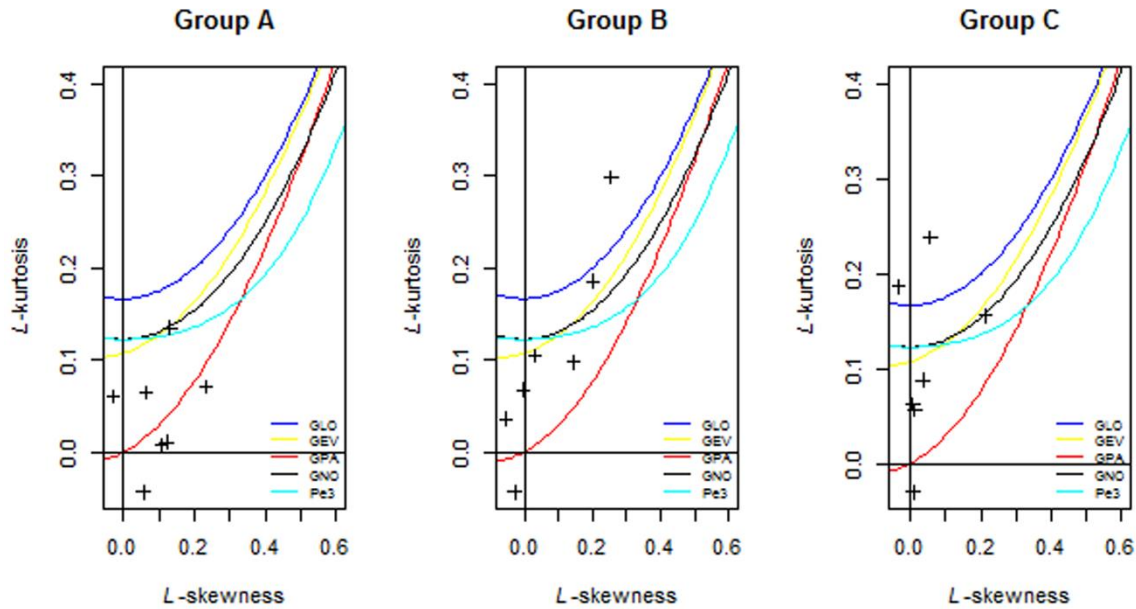 Group A
L-kurtosis
0.4
0.3
0.2
0.1
0.0
GLO
GEV
GPA
GNO
Pe3
0.0 0.2 0.4 0.6
L-skewness
Group B
L-kurtosis
0.4
0.3
0.2
0.1
0.0
GLO
GEV
GPA
GNO
Pe3
0.0 0.2 0.4 0.6
L-skewness
Group C
L-kurtosis
0.4
0.3
0.2
0.1
0.0
GLO
GEV
GPA
GNO
Pe3
0.0 0.2 0.4 0.6
L-skewness